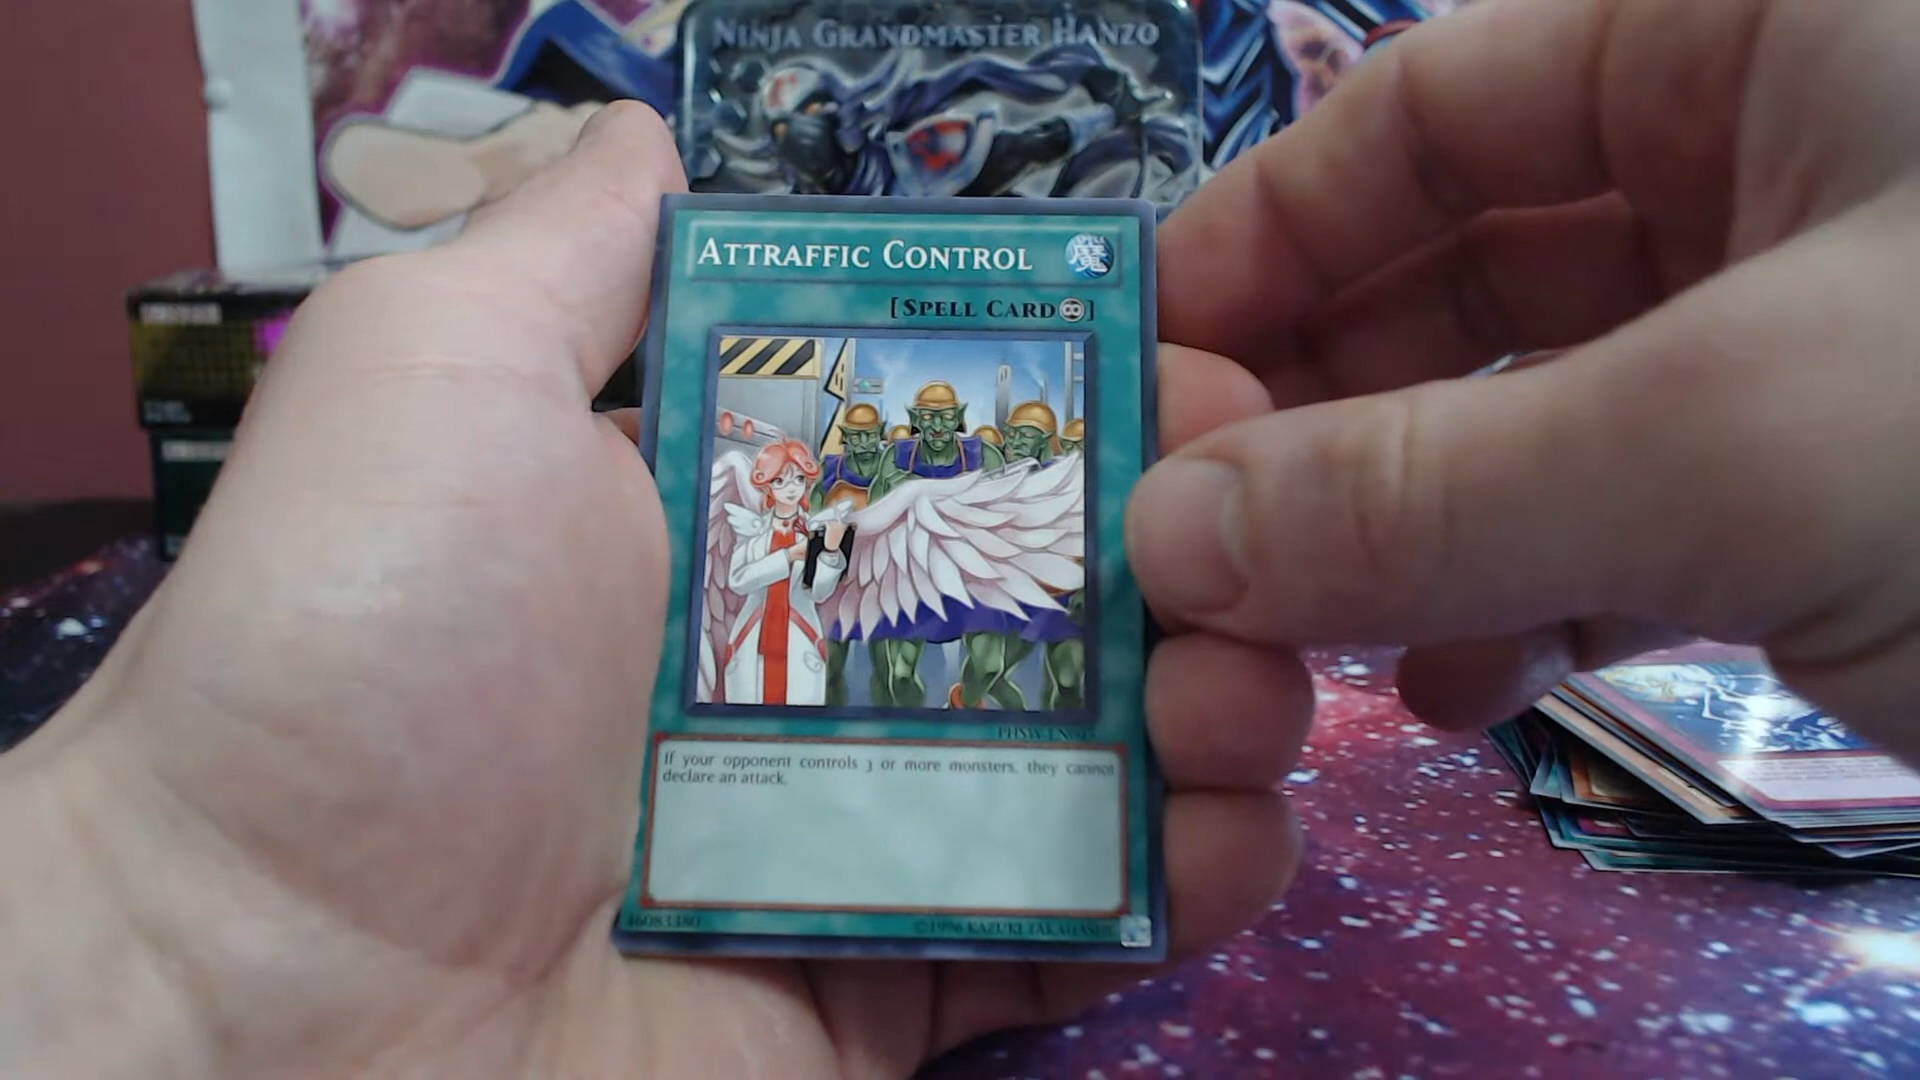 NINJA GRANDMASTER HANZO
ATTRAFFIC CONTROL
魔
[SPELL CARD]
If your opponent controls 3 or more monsters, they cannot
declare an attack.
46083380
©1996 KAZUKI TAKAHASHI